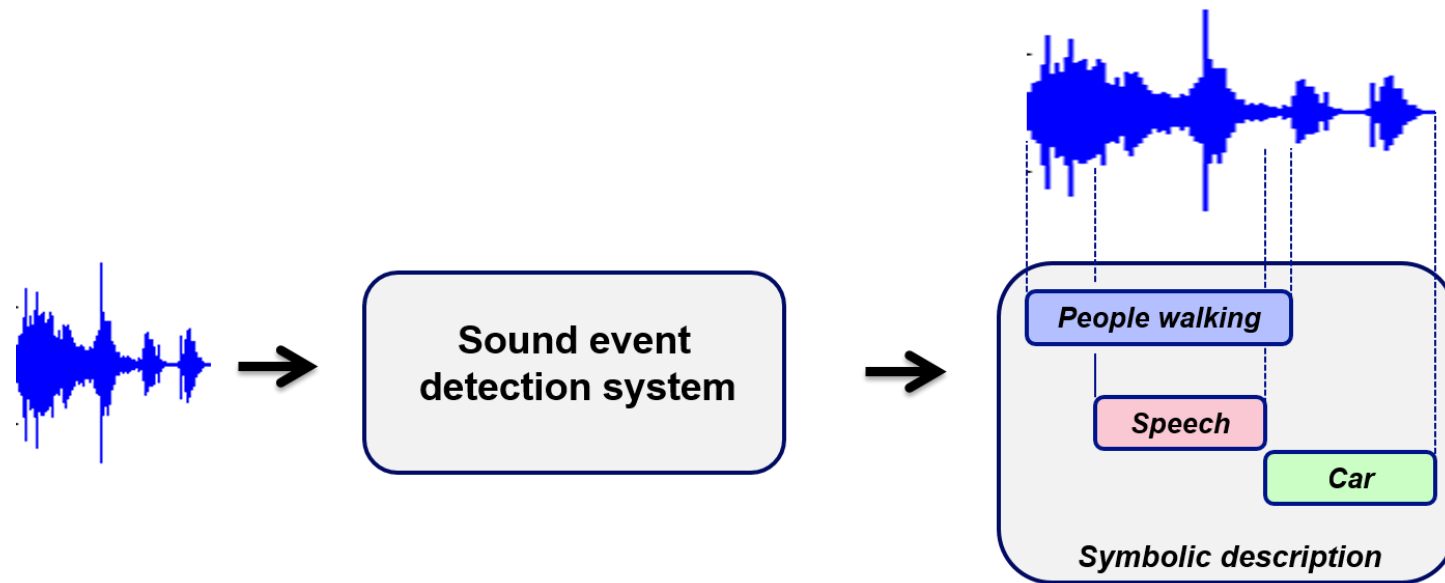 Sound event
detection system
People walking
Speech
Car
Symbolic description